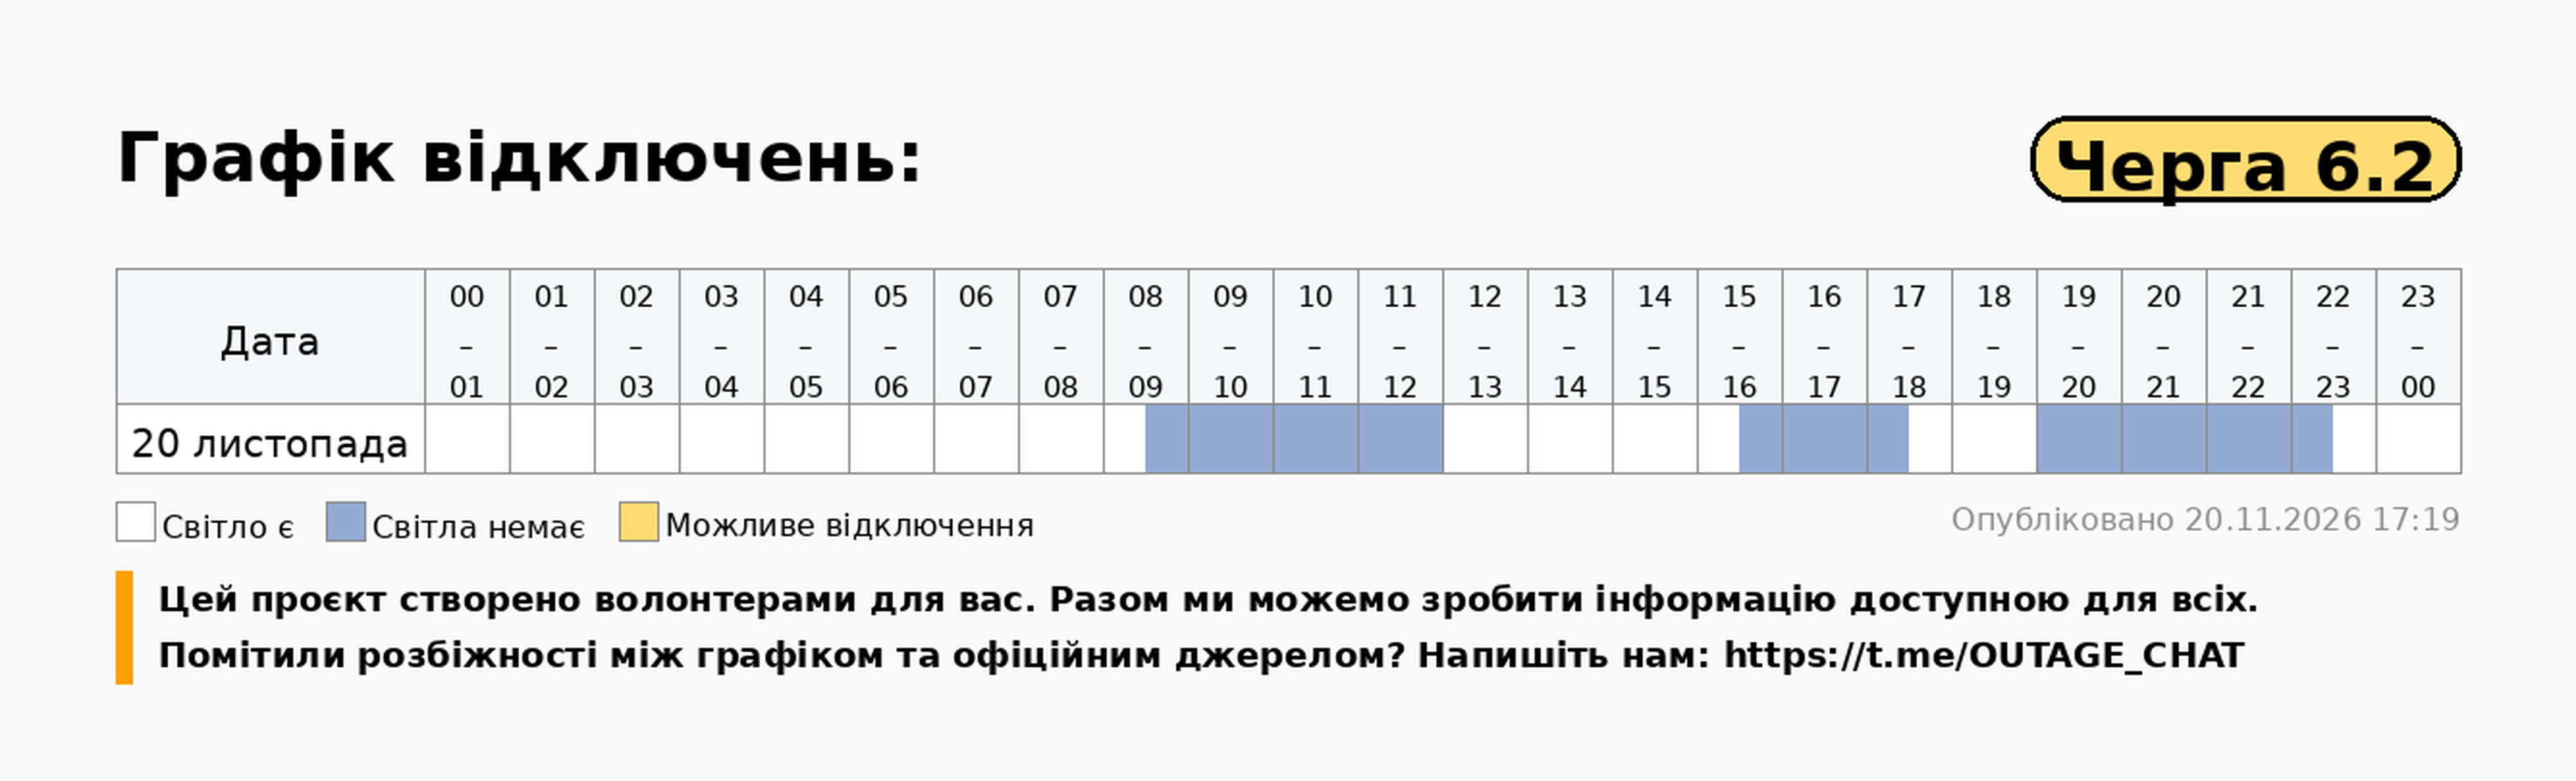 Графік відключень:
Черга 6.2
Дата
00 – 01
01 – 02
02 – 03
03 – 04
04 – 05
05 – 06
06 – 07
07 – 08
08 – 09
09 – 10
10 – 11
11 – 12
12 – 13
13 – 14
14 – 15
15 – 16
16 – 17
17 – 18
18 – 19
19 – 20
20 – 21
21 – 22
22 – 23
23 – 00
20 листопада
Світло є
Світла немає
Можливе відключення
Опубліковано 20.11.2026 17:19
Цей проєкт створено волонтерами для вас. Разом ми можемо зробити інформацію доступною для всіх.
Помітили розбіжності між графіком та офіційним джерелом? Напишіть нам: https://t.me/OUTAGE_CHAT